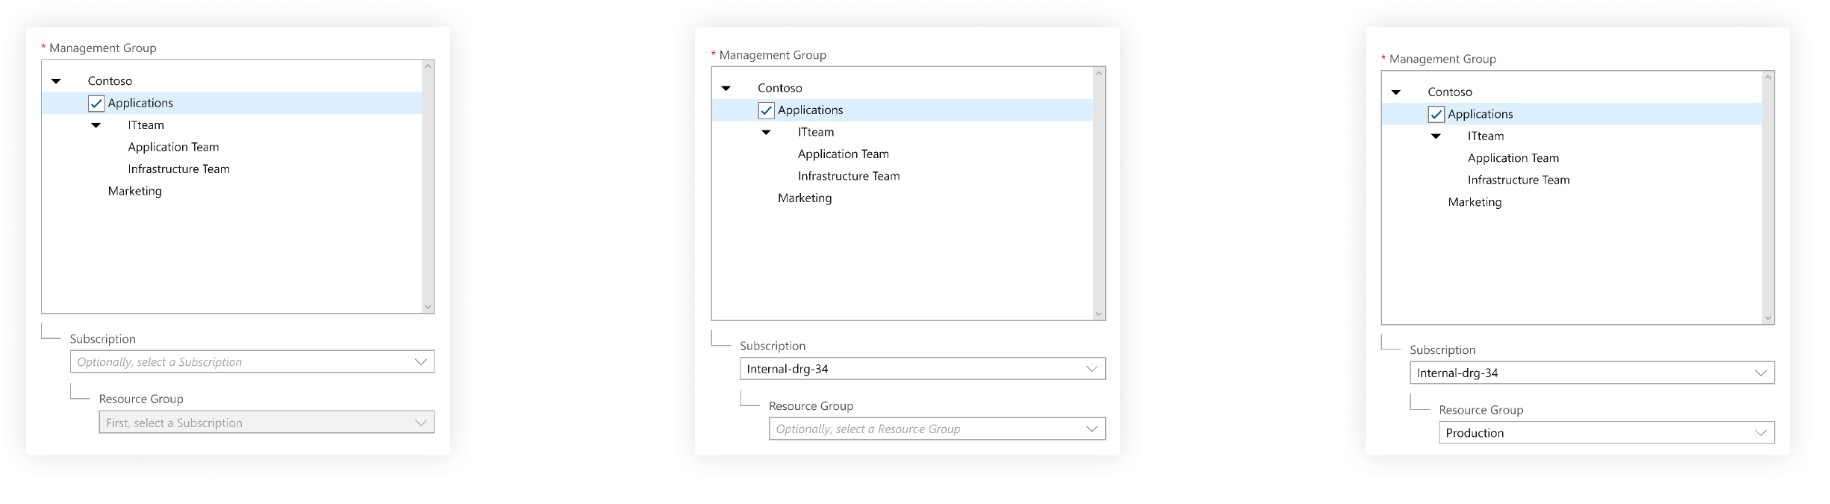 * Management Group
Contoso
Applications
ITteam
Application Team
Infrastructure Team
Marketing
Subscription
Optionally, select a Subscription
Resource Group
First, select a Subscription
* Management Group
Contoso
Applications
ITteam
Application Team
Infrastructure Team
Marketing
Subscription
Internal-drg-34
Resource Group
Optionally, select a Resource Group
* Management Group
Contoso
Applications
ITteam
Application Team
Infrastructure Team
Marketing
Subscription
Internal-drg-34
Resource Group
Production